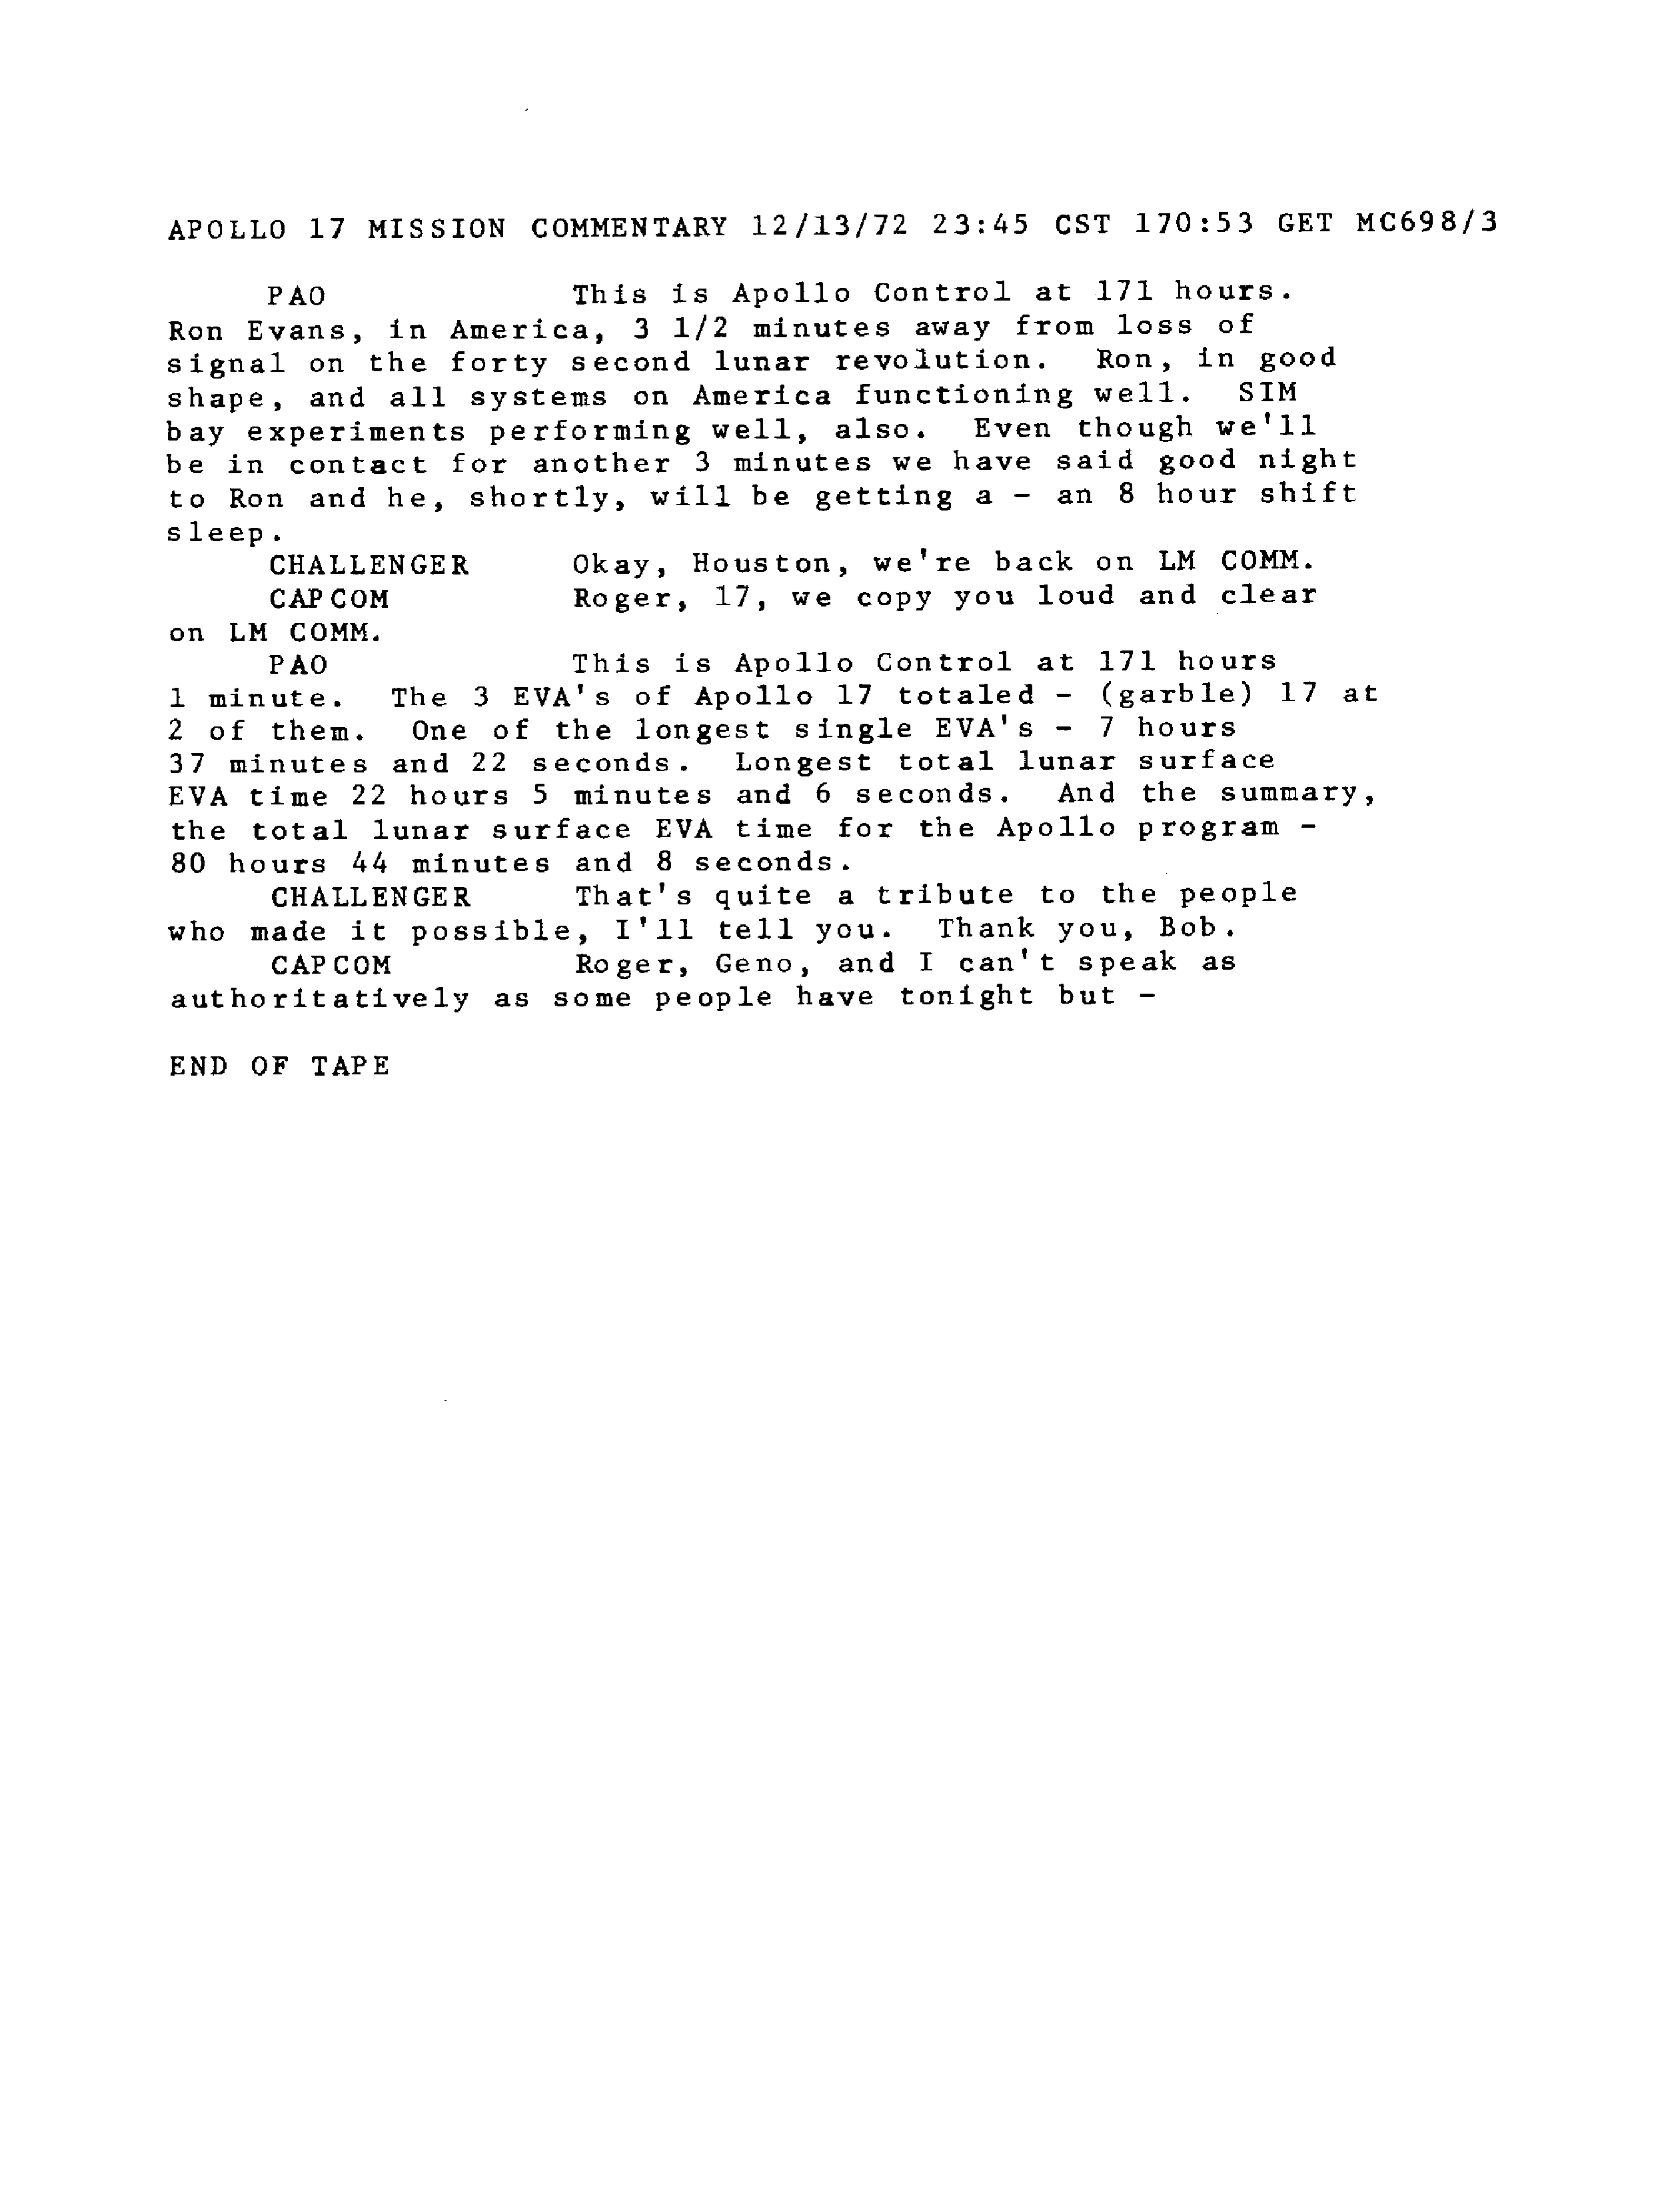 APOLLO 17 MISSION COMMENTARY 12/13/72 23:45 CST 170:53 GET MC698/3
PAO This is Apollo Control at 171 hours.
Ron Evans, in America, 3 1/2 minutes away from loss of
signal on the forty second lunar revolution. Ron, in good
shape, and all systems on America functioning well. SIM
bay experiments performing well, also. Even though we'll
be in contact for another 3 minutes we have said good night
to Ron and he, shortly, will be getting a - an 8 hour shift
sleep.
CHALLENGER Okay, Houston, we're back on LM COMM.
CAPCOM Roger, 17, we copy you loud and clear
on LM COMM.
PAO This is Apollo Control at 171 hours
1 minute. The 3 EVA's of Apollo 17 totaled - (garble) 17 at
2 of them. One of the longest single EVA's - 7 hours
37 minutes and 22 seconds. Longest total lunar surface
EVA time 22 hours 5 minutes and 6 seconds. And the summary,
the total lunar surface EVA time for the Apollo program -
80 hours 44 minutes and 8 seconds.
CHALLENGER That's quite a tribute to the people
who made it possible, I'll tell you. Thank you, Bob.
CAPCOM Roger, Geno, and I can't speak as
authoritatively as some people have tonight but -
END OF TAPE